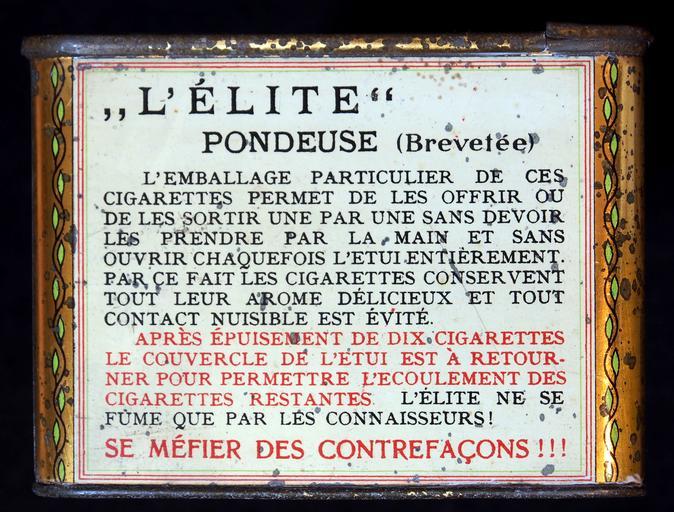 „L'ÉLITE“
PONDEUSE (Brevetée)
L'EMBALLAGE PARTICULIER DE CES
CIGARETTES PERMET DE LES OFFRIR OU
DE LES SORTIR UNE PAR UNE SANS DEVOIR
LES PRENDRE PAR LA MAIN ET SANS
OUVRIR CHAQUEFOIS L'ETUI ENTIÈREMENT.
PAR CE FAIT LES CIGARETTES CONSERVENT
TOUT LEUR AROME DÉLICIEUX ET TOUT
CONTACT NUISIBLE EST ÉVITÉ.
APRÈS ÉPUISEMENT DE DIX CIGARETTES
LE COUVERCLE DE L'ÉTUI EST À RETOUR-
NER POUR PERMETTRE L'ECOULEMENT DES
CIGARETTES RESTANTES. L'ÉLITE NE SE
FUME QUE PAR LES CONNAISSEURS!
SE MÉFIER DES CONTREFAÇONS!!!